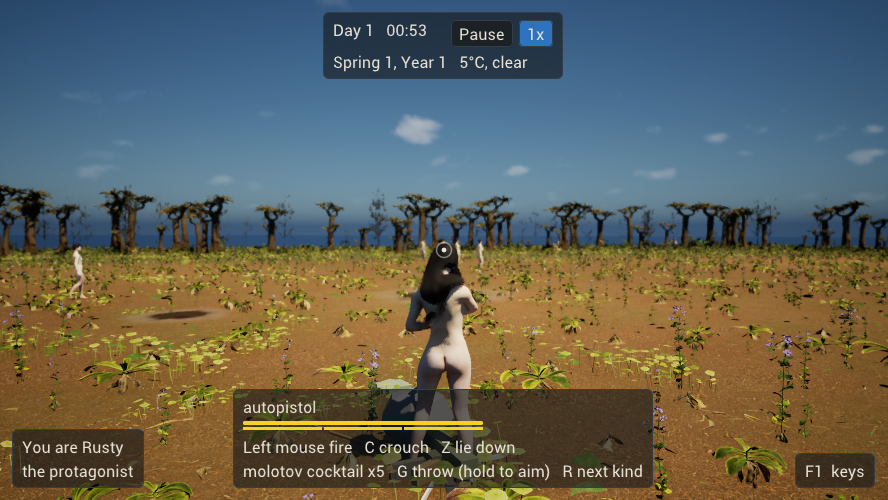 Day 1 00:53 Pause 1x
Spring 1, Year 1 5°C, clear
autopistol
Left mouse fire C crouch Z lie down
molotov cocktail x5 G throw (hold to aim) R next kind
You are Rusty
the protagonist
F1 keys